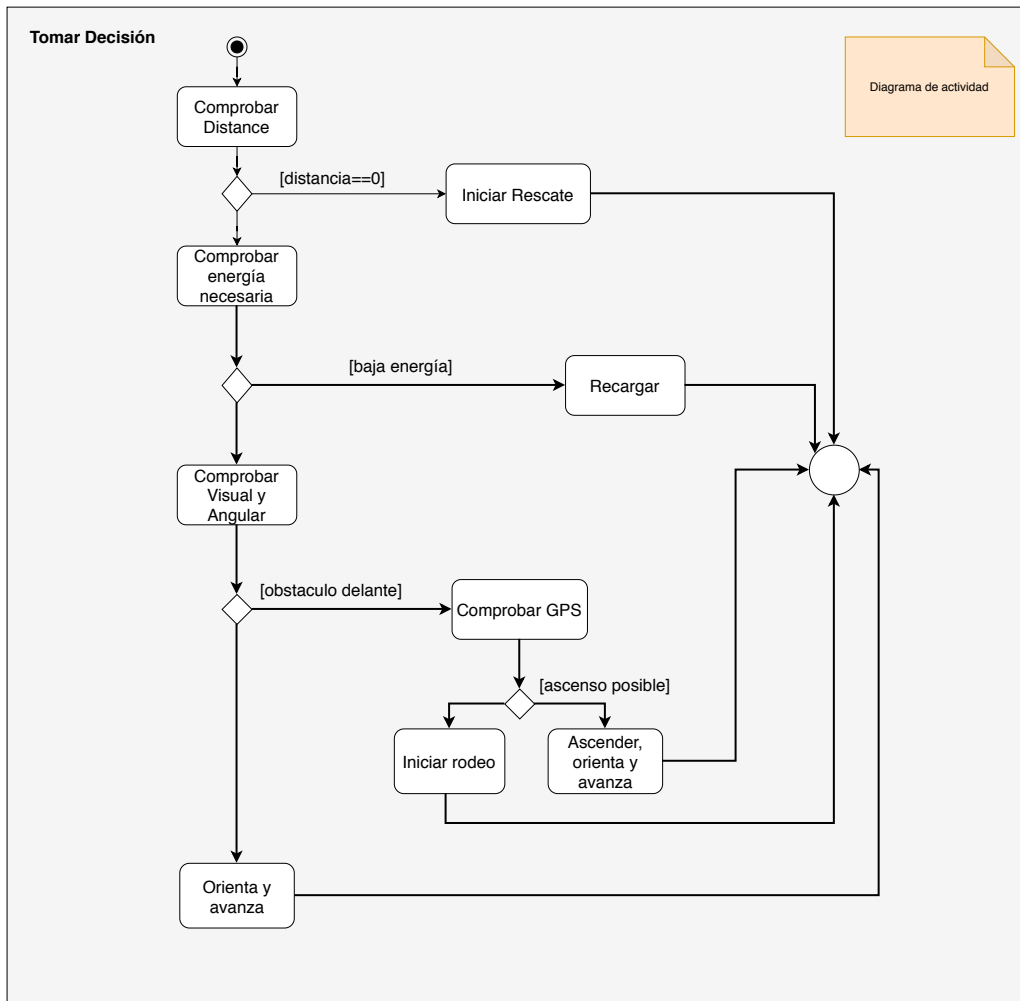 Tomar Decisión
Diagrama de actividad
Comprobar
Distance
[distancia==0]
Iniciar Rescate
Comprobar
energía
necesaria
[baja energía]
Recargar
Comprobar
Visual y
Angular
[obstaculo delante]
Comprobar GPS
[ascenso posible]
Iniciar rodeo
Ascender,
orienta y
avanza
Orienta y
avanza